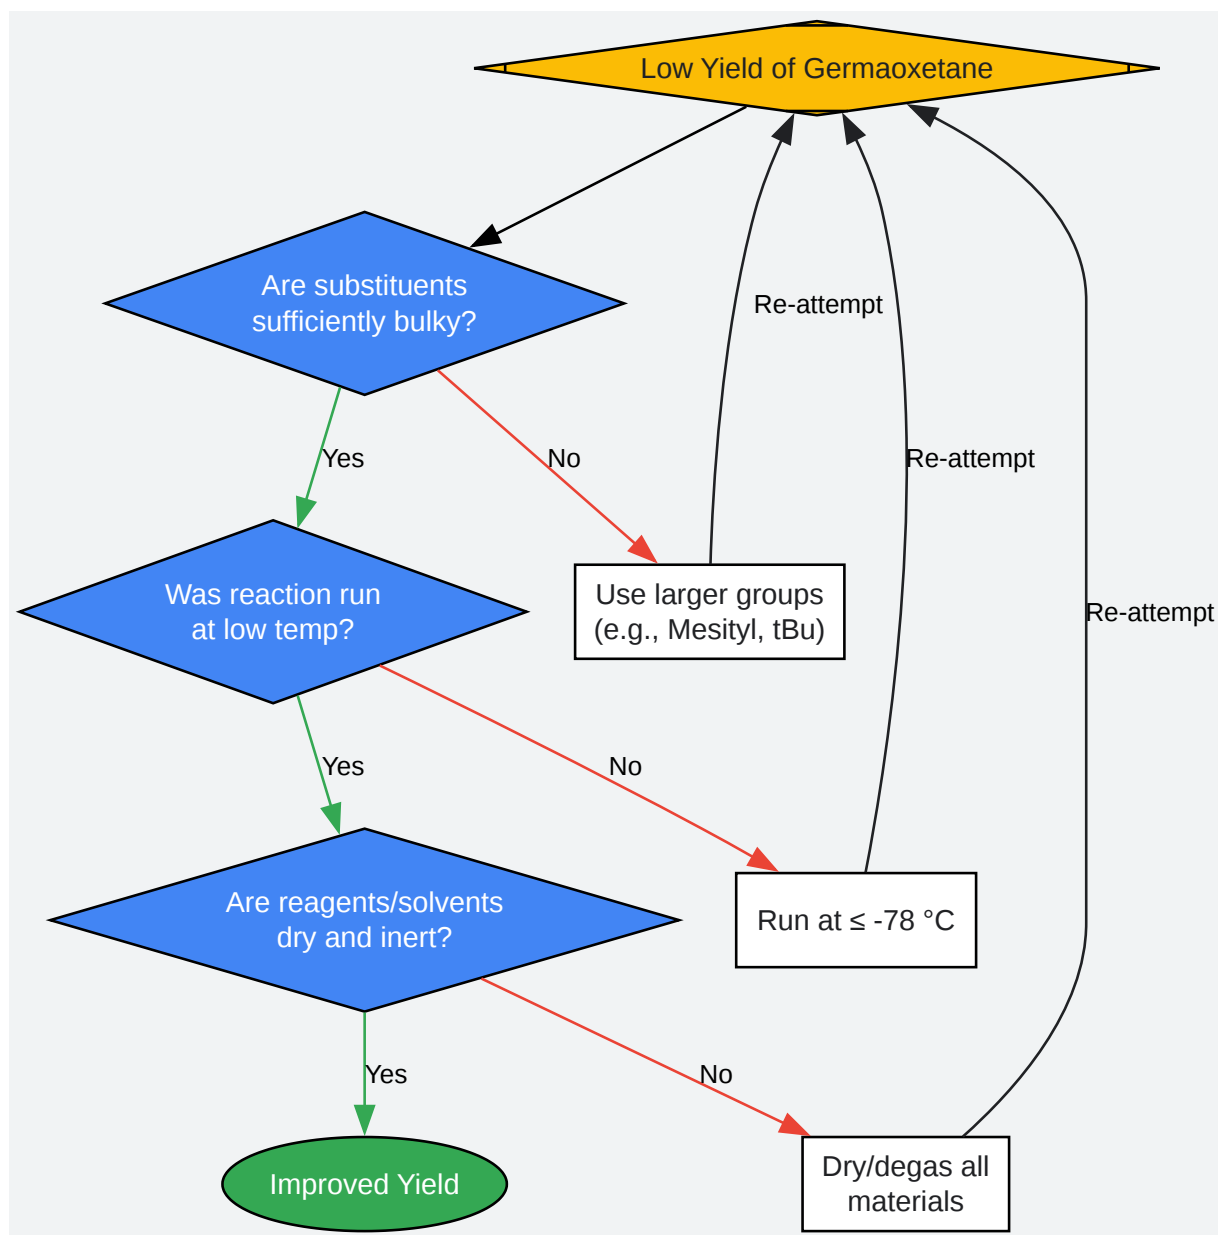 Low Yield of Germaoxetane
Are substituents
sufficiently bulky?
Re-attempt
Yes
No
Re-attempt
Was reaction run
at low temp?
Use larger groups
(e.g., Mesityl, tBu)
Re-attempt
Yes
No
Are reagents/solvents
dry and inert?
Run at ≤ -78 °C
Yes
No
Improved Yield
Dry/degas all
materials